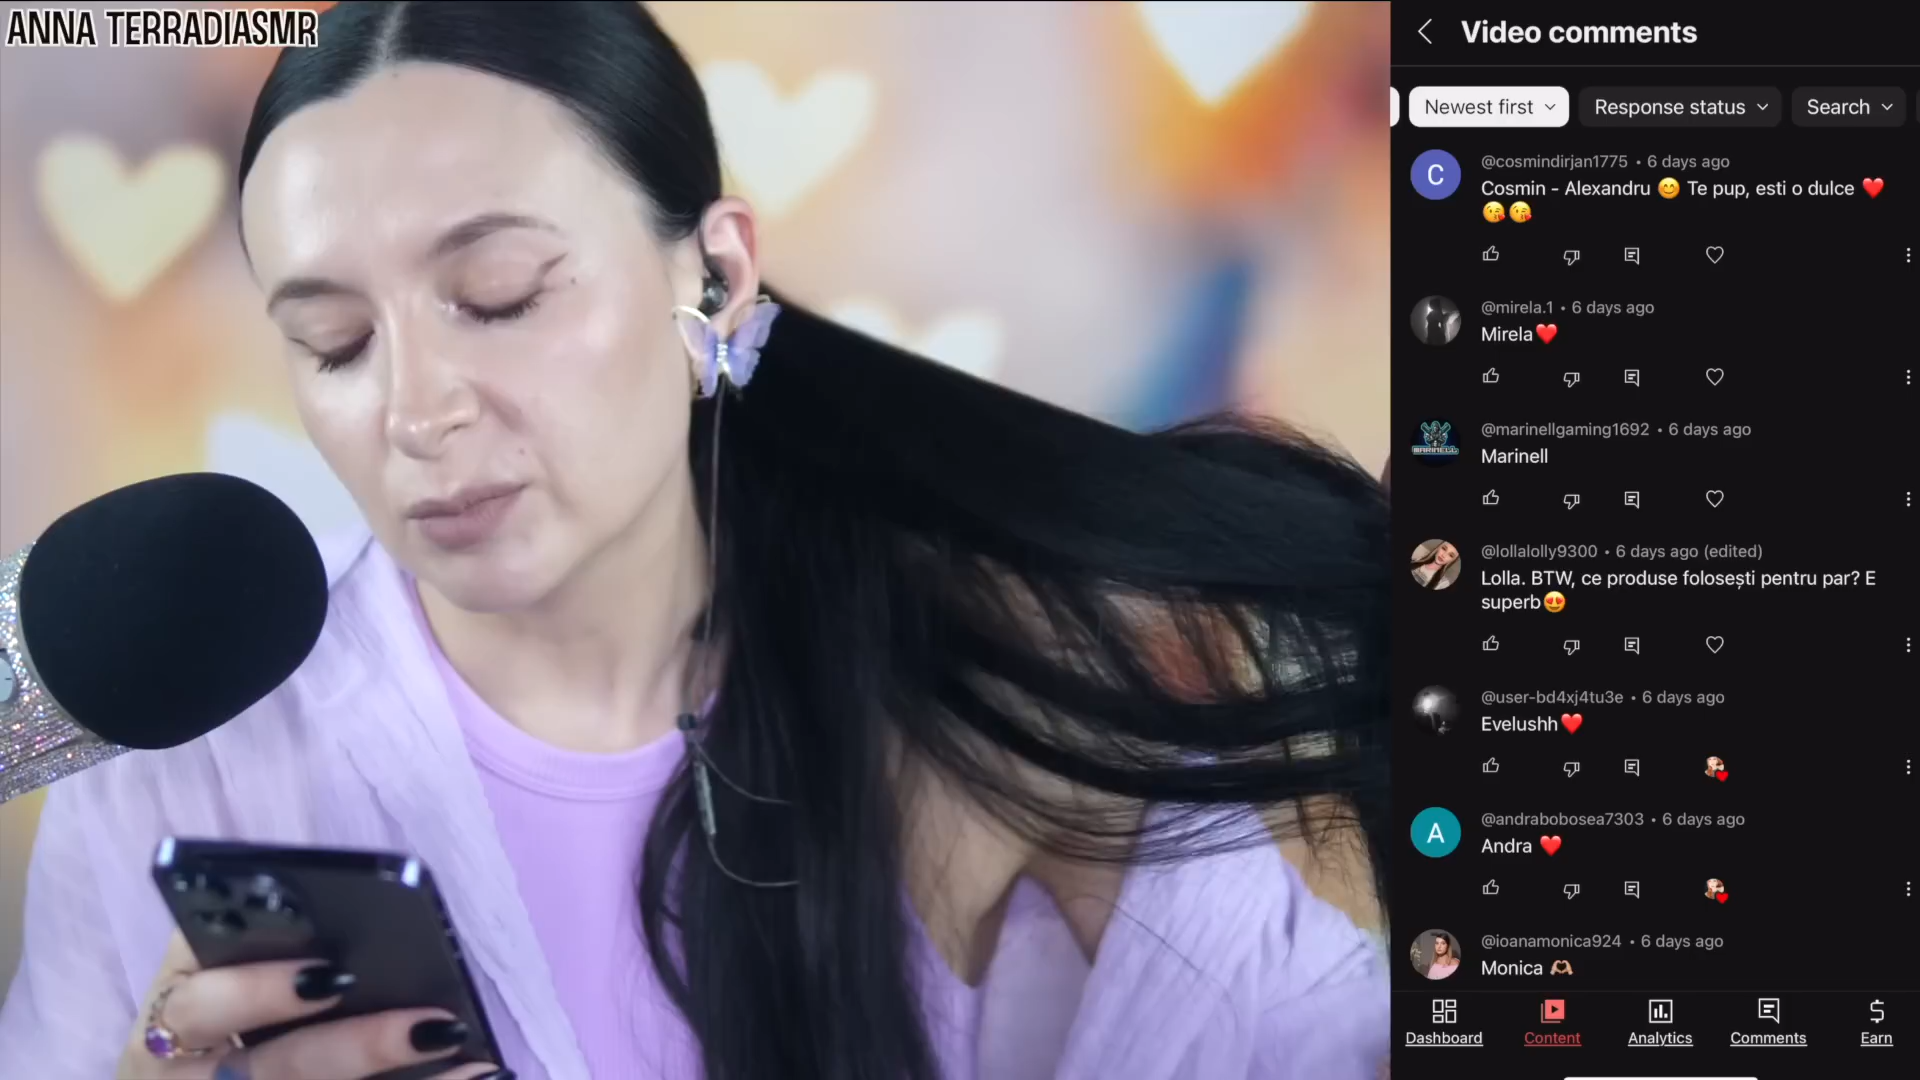 ANNA TERRADIASMR
Video comments
Newest first
Response status
Search
@cosmindirjan1775 • 6 days ago
Cosmin - Alexandru 😊 Te pup, esti o dulce ❤️
😘😘
@mirela.1 • 6 days ago
Mirela❤️
@marinellgaming1692 • 6 days ago
Marinell
@lollalolly9300 • 6 days ago (edited)
Lolla. BTW, ce produse folosești pentru par? E
superb😍
@user-bd4xj4tu3e • 6 days ago
Evelushh❤️
@andrabobosea7303 • 6 days ago
Andra ❤️
@ioanamonica924 • 6 days ago
Monica 🫶🏼
Dashboard
Content
Analytics
Comments
Earn